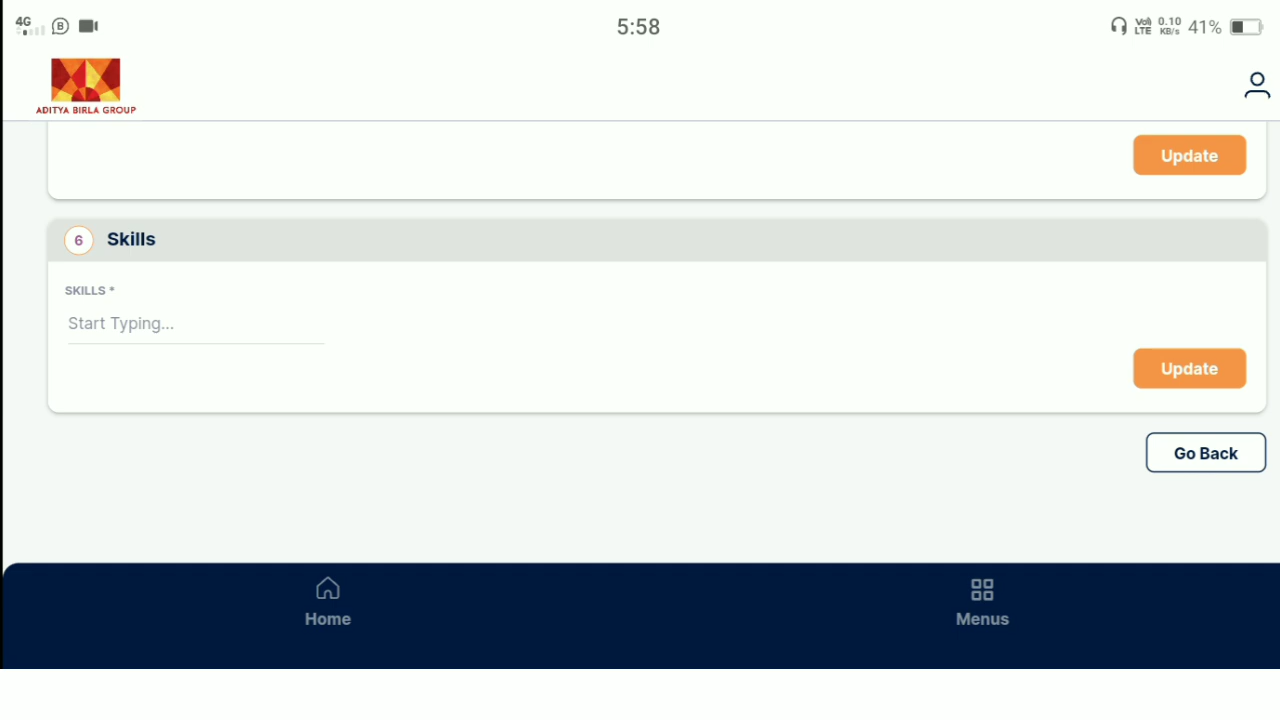 4G
B
5:58
Vo)) LTE
0.10 KB/s
41%
ADITYA BIRLA GROUP
Update
6 Skills
SKILLS *
Start Typing...
Update
Go Back
Home
Menus